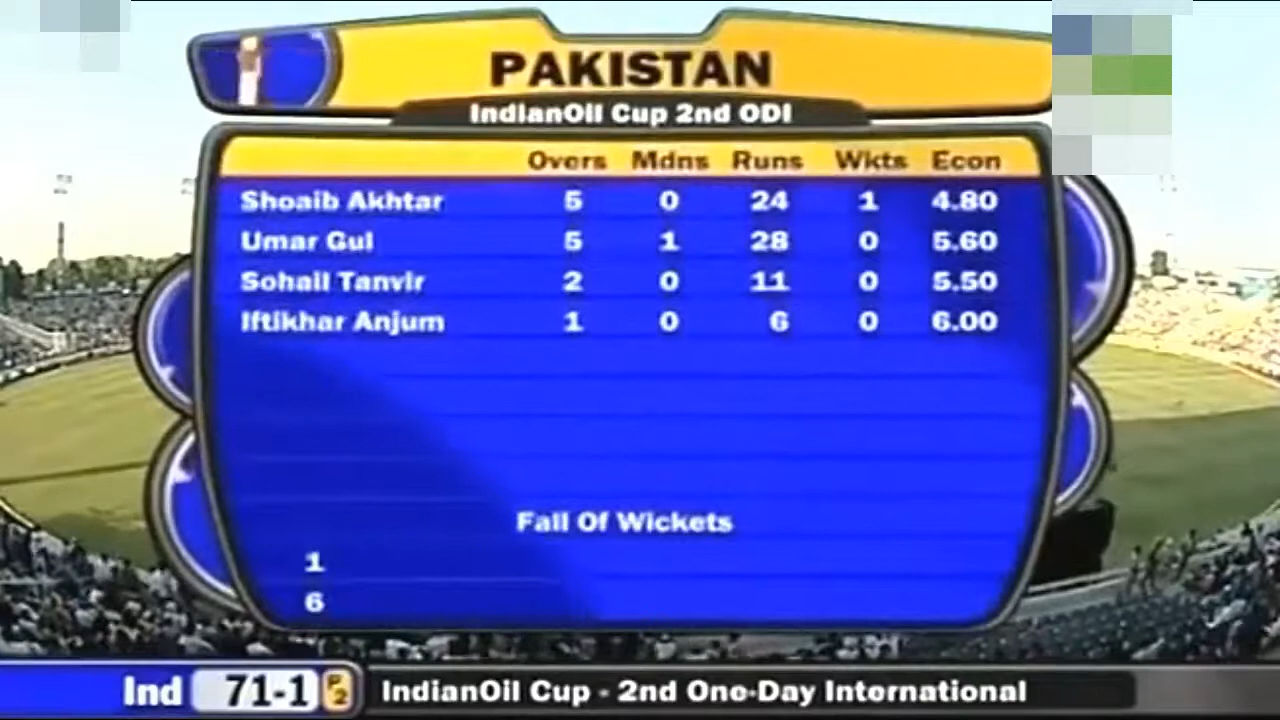 PAKISTAN
IndianOil Cup 2nd ODI
Overs Mdns Runs Wkts Econ
Shoaib Akhtar 5 0 24 1 4.80
Umar Gul 5 1 28 0 5.60
Sohail Tanvir 2 0 11 0 5.50
Iftikhar Anjum 1 0 6 0 6.00
Fall Of Wickets
1
6
Ind 71-1 P 2 IndianOil Cup - 2nd One-Day International